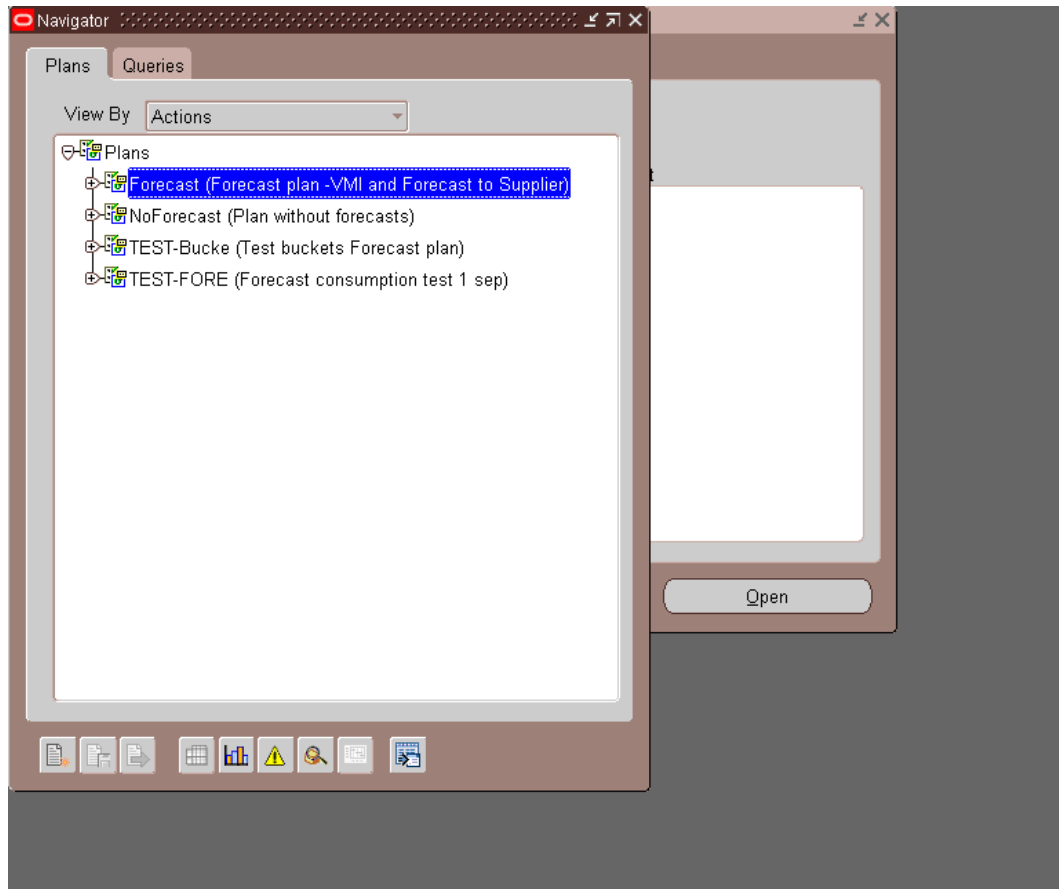 Navigator
Plans
Queries
View By
Actions
Plans
Forecast (Forecast plan -VMI and Forecast to Supplier)
NoForecast (Plan without forecasts)
TEST-Bucke (Test buckets Forecast plan)
TEST-FORE (Forecast consumption test 1 sep)
Open